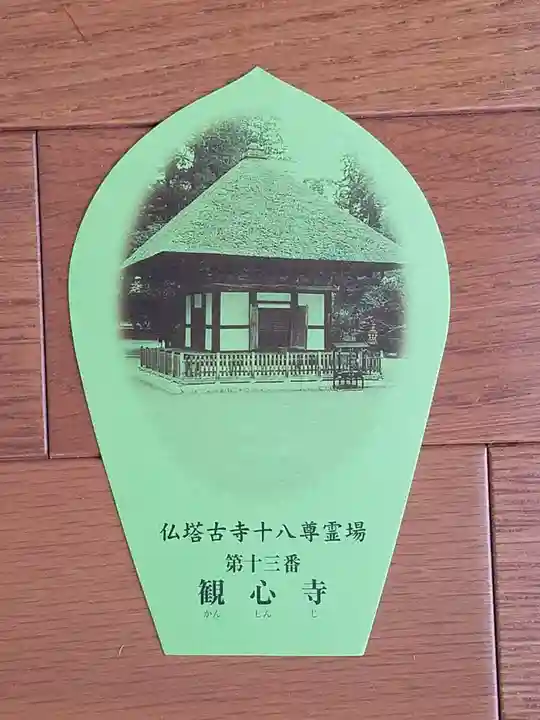 仏塔古寺十八尊霊場
第十三番
観心寺
かんしんじ